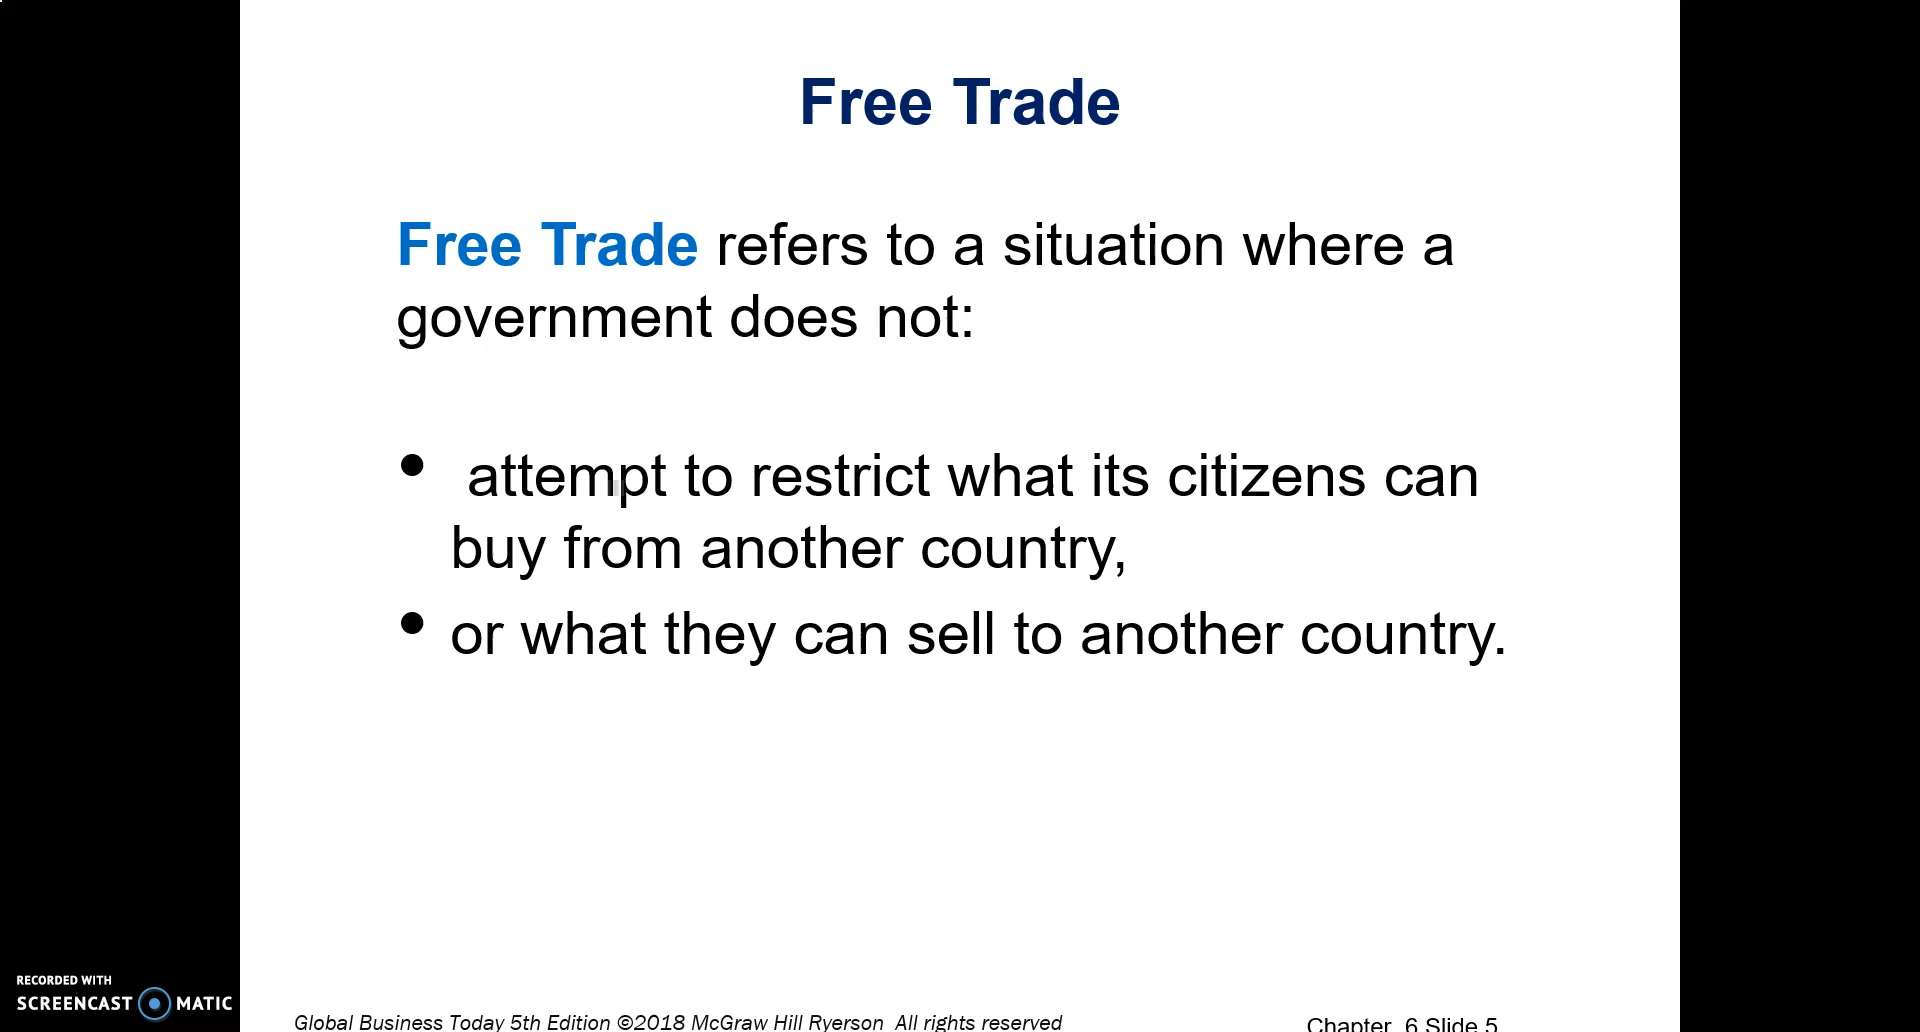 Free Trade
Free Trade refers to a situation where a
government does not:
• attempt to restrict what its citizens can
buy from another country,
• or what they can sell to another country.
RECORDED WITH
SCREENCAST MATIC
Global Business Today 5th Edition ©2018 McGraw Hill Ryerson All rights reserved
Chapter 6 Slide 5